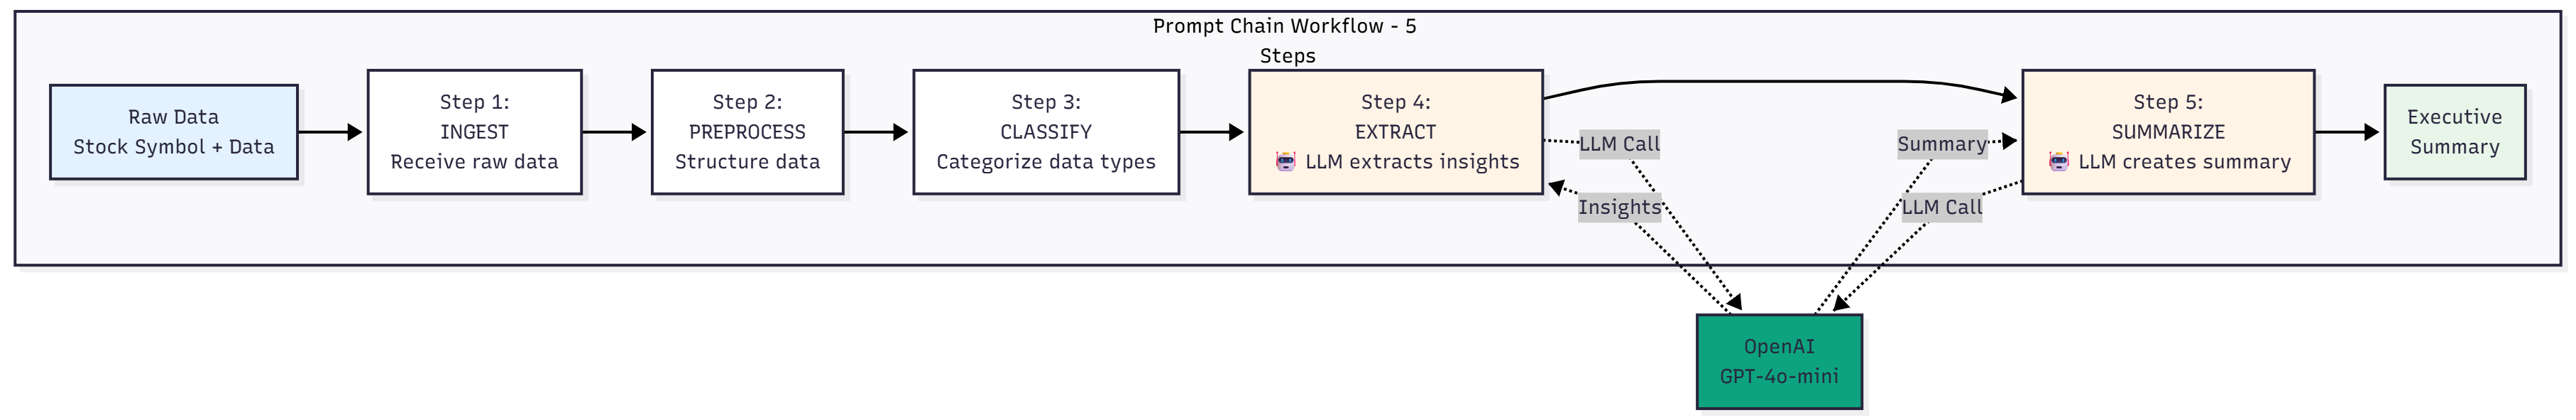 Prompt Chain Workflow - 5
Steps
Raw Data
Stock Symbol + Data
Step 1:
INGEST
Receive raw data
Step 2:
PREPROCESS
Structure data
Step 3:
CLASSIFY
Categorize data types
Step 4:
EXTRACT
🤖 LLM extracts insights
LLM Call
Insights
Summary
LLM Call
Step 5:
SUMMARIZE
🤖 LLM creates summary
Executive
Summary
OpenAI
GPT-4o-mini